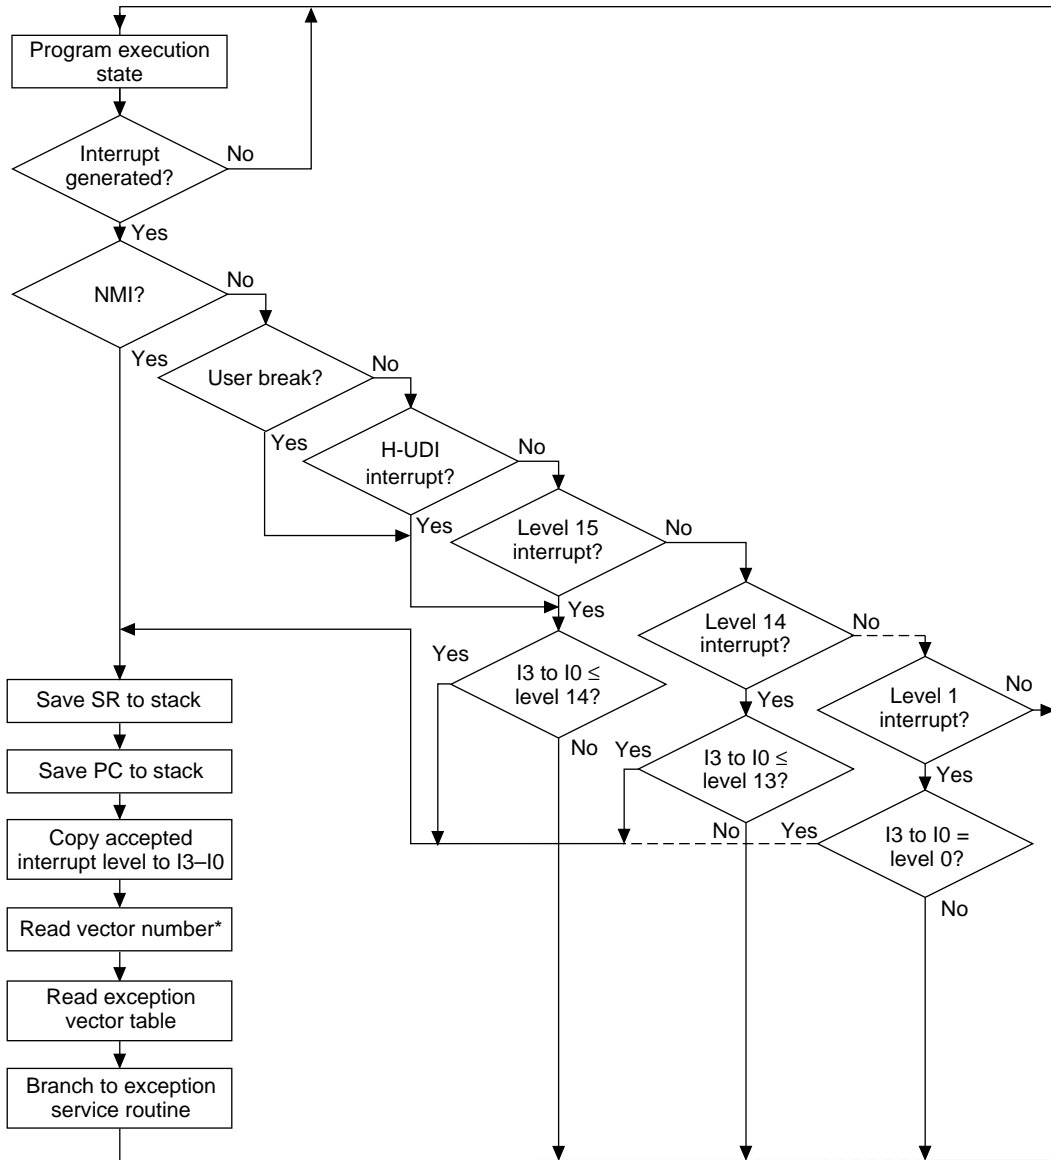 Program execution
state
Interrupt
generated?
No
Yes
NMI?
No
Yes
User break?
No
Yes
H-UDI
interrupt?
No
Yes
Level 15
interrupt?
No
Yes
Level 14
interrupt?
No
Yes
I3 to I0 ≤
level 14?
Yes
No
Level 1
interrupt?
No
Yes
I3 to I0 ≤
level 13?
Yes
No
I3 to I0 =
level 0?
Yes
No
Save SR to stack
Save PC to stack
Copy accepted
interrupt level to I3–I0
Read vector number*
Read exception
vector table
Branch to exception
service routine